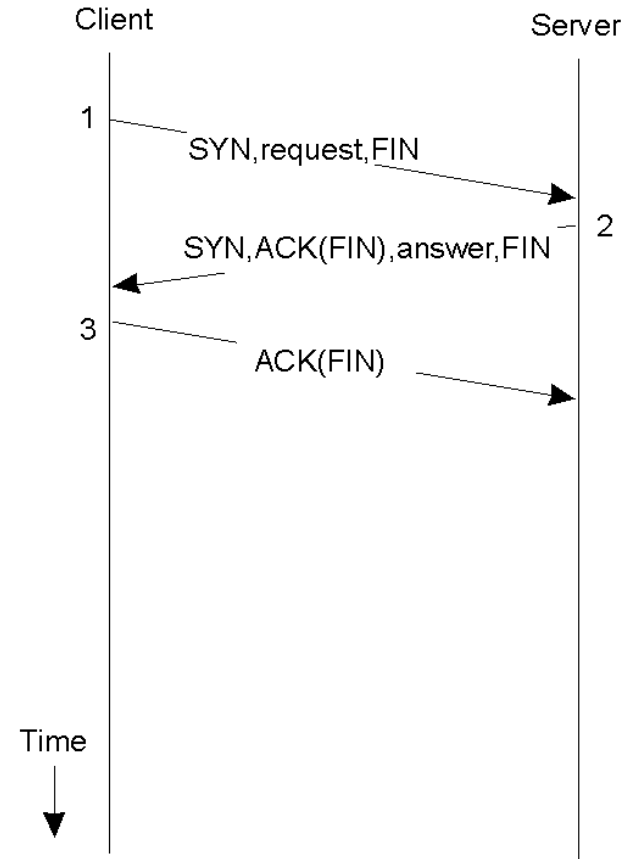 Client
Server
1
SYN,request,FIN
2
SYN,ACK(FIN),answer,FIN
3
ACK(FIN)
Time